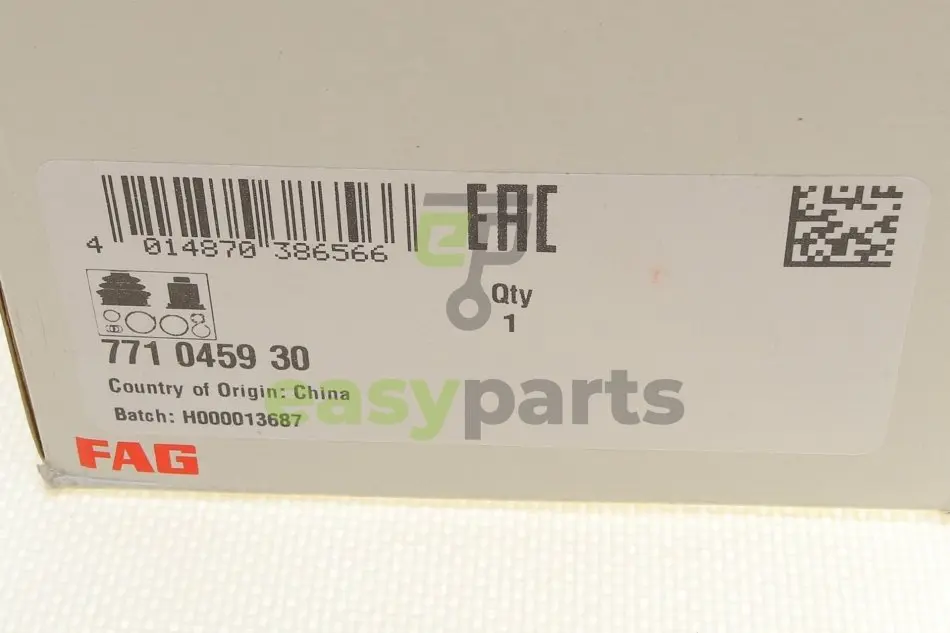 4 014870 386566
EAC
Qty
1
771 0459 30
Country of Origin: China
Batch: H000013687
FAG
easyparts